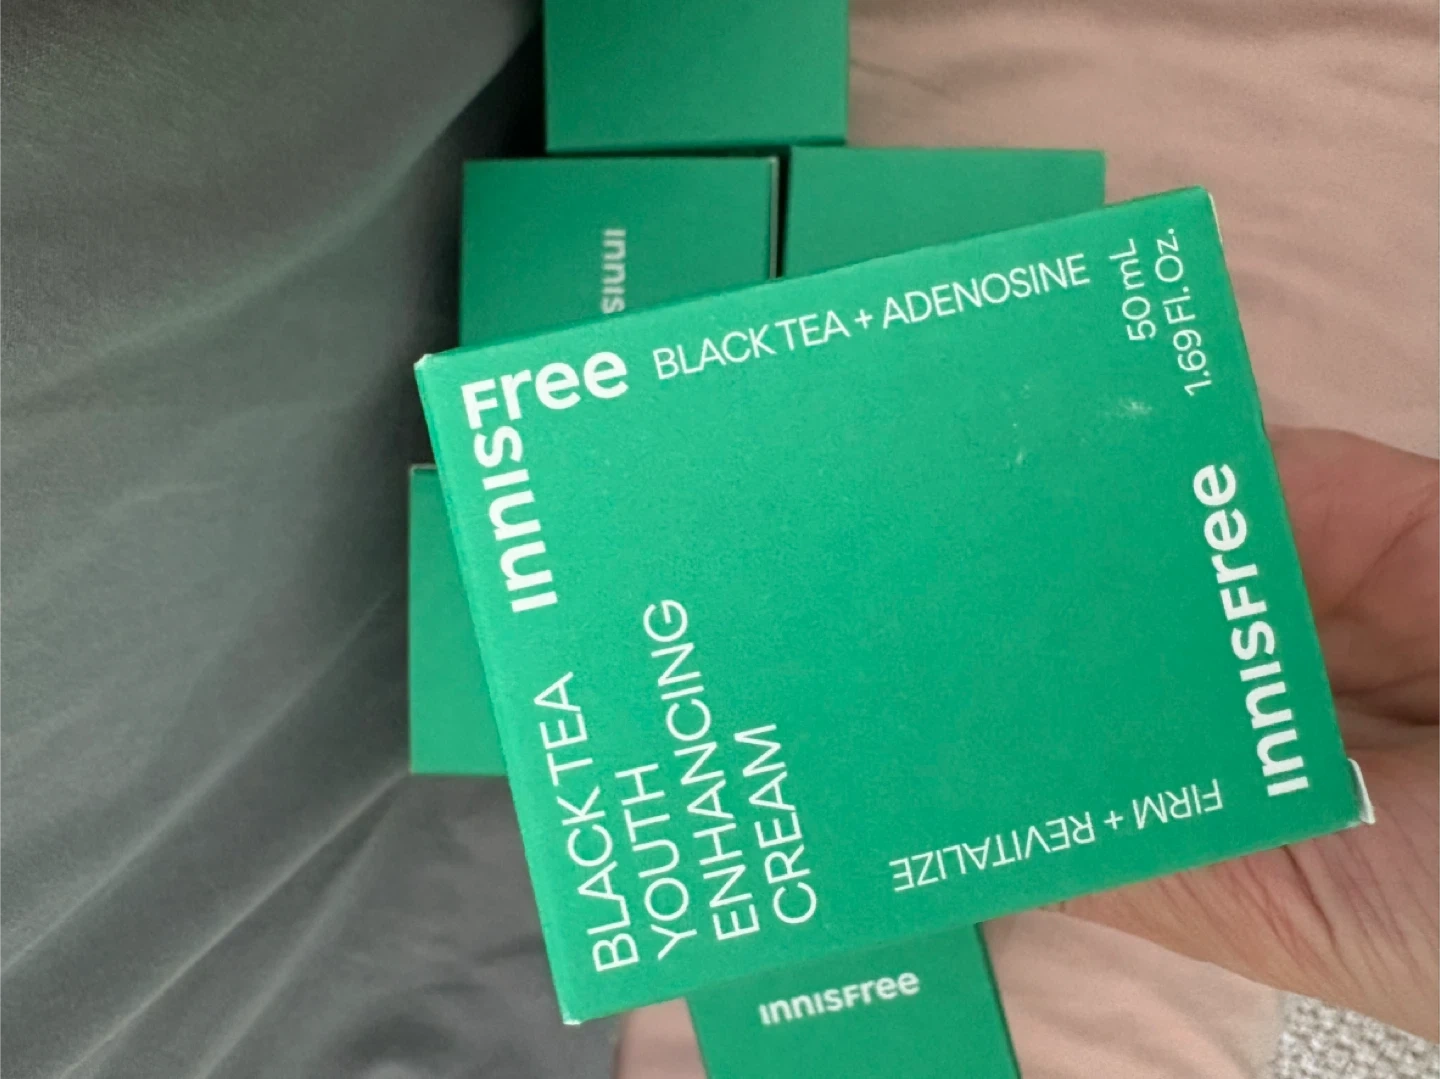 INNISFree
BLACK TEA + ADENOSINE
50 mL
1.69 Fl. Oz.
BLACK TEA
YOUTH
ENHANCING
CREAM
INNISFree
FIRM + REVITALIZE
INNIS
INNISFree